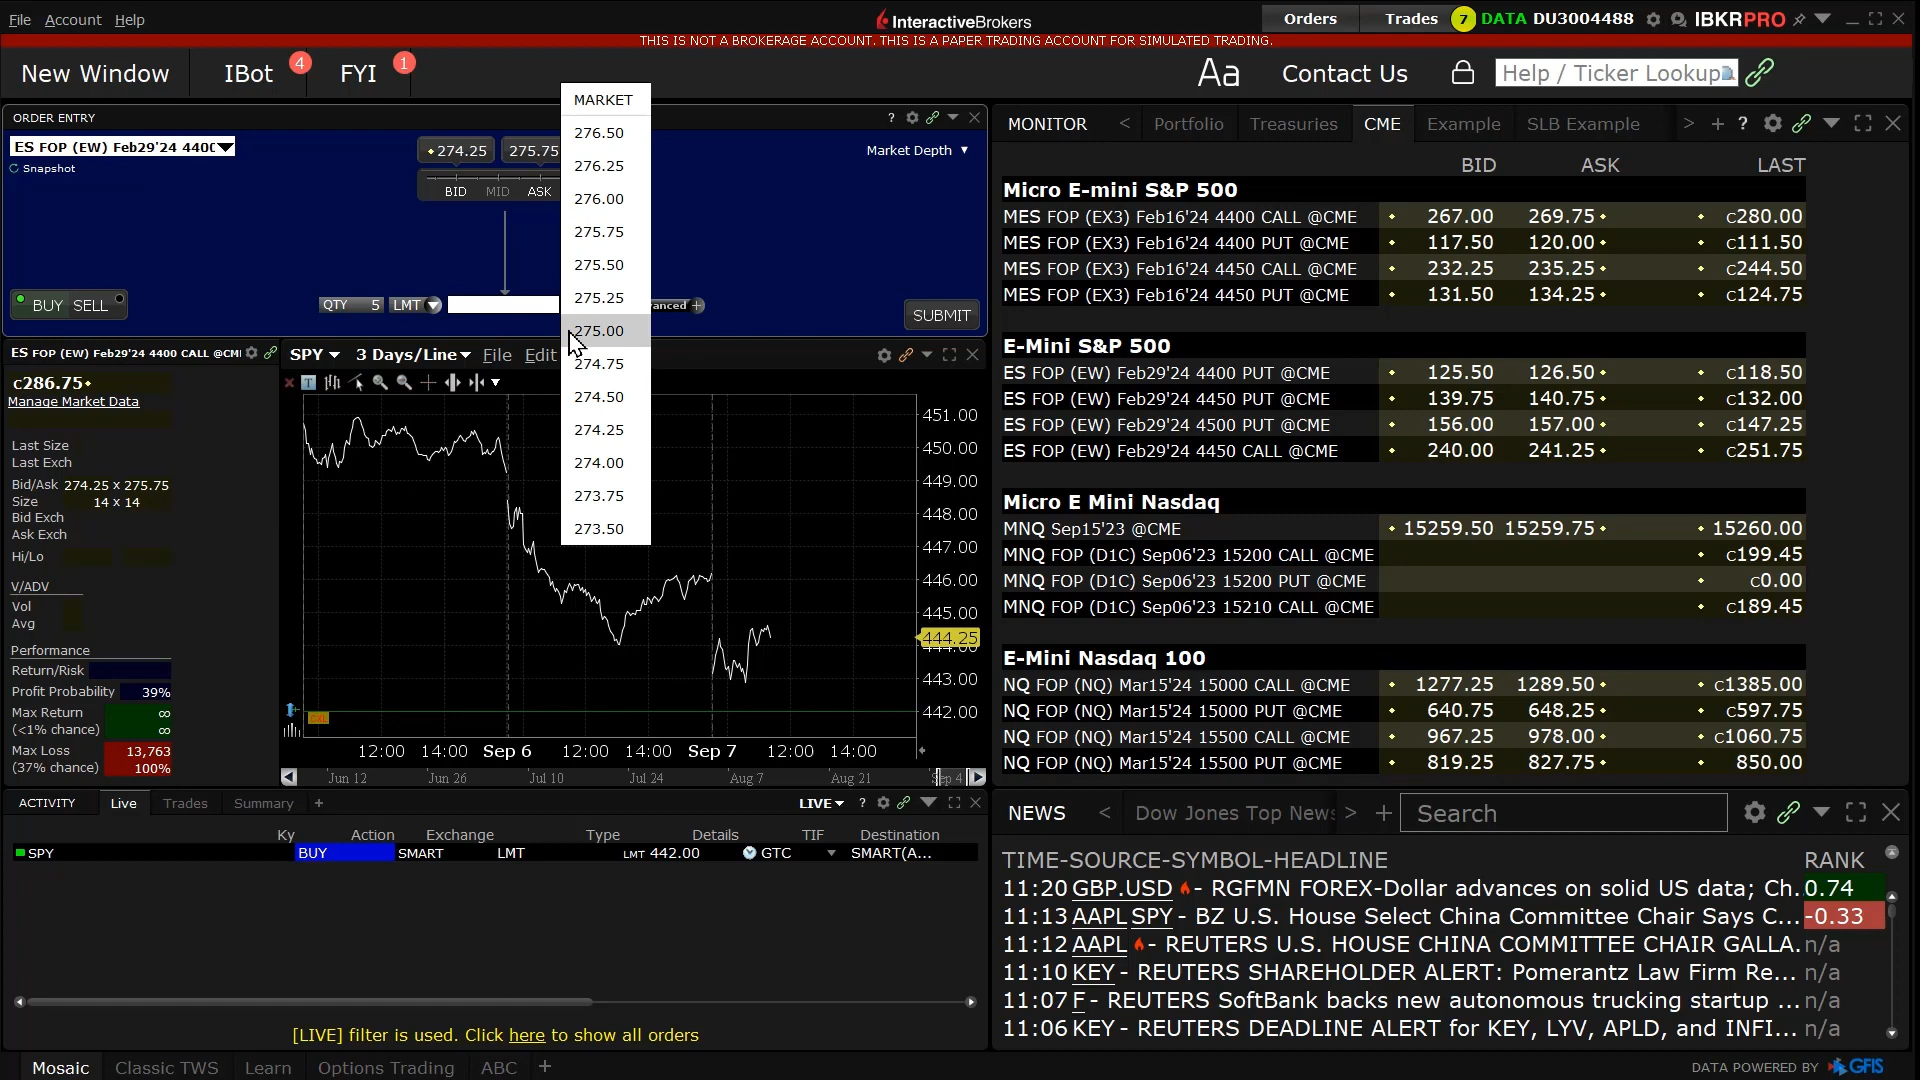 File Account Help
InteractiveBrokers
Orders Trades 7 DATA DU3004488 IBKRPRO
THIS IS NOT A BROKERAGE ACCOUNT. THIS IS A PAPER TRADING ACCOUNT FOR SIMULATED TRADING.
New Window IBot 4 FYI 1
Aa Contact Us Help / Ticker Lookup
ORDER ENTRY ?
ES FOP (EW) Feb29'24 440
Snapshot
274.25 275.75
BID MID ASK
Market Depth
BUY SELL
QTY 5 LMT
anced +
SUBMIT
MARKET
276.50
276.25
276.00
275.75
275.50
275.25
275.00
274.75
274.50
274.25
274.00
273.75
273.50
ES FOP (EW) Feb29'24 4400 CALL @CM
C286.75
Manage Market Data
Last Size
Last Exch
Bid/Ask 274.25 x 275.75
Size 14 x 14
Bid Exch
Ask Exch
Hi/Lo
V/ADV
Vol
Avg
Performance
Return/Risk
Profit Probability 39%
Max Return ∞
(<1% chance) ∞
Max Loss 13,763
(37% chance) 100%
SPY 3 Days/Line File Edit
T
451.00
450.00
449.00
448.00
447.00
446.00
445.00
444.25
444.00
443.00
442.00
CXL
12:00 14:00 Sep 6 12:00 14:00 Sep 7 12:00 14:00
Jun 12 Jun 26 Jul 10 Jul 24 Aug 7 Aug 21 Sep 4
ACTIVITY Live Trades Summary +
LIVE ?
Ky Action Exchange Type Details TIF Destination
SPY BUY SMART LMT LMT 442.00 GTC SMART(A...
[LIVE] filter is used. Click here to show all orders
MONITOR < Portfolio Treasures CME Example SLB Example > + ?
BID ASK LAST
Micro E-mini S&P 500
MES FOP (EX3) Feb16'24 4400 CALL @CME 267.00 269.75 C280.00
MES FOP (EX3) Feb16'24 4400 PUT @CME 117.50 120.00 C111.50
MES FOP (EX3) Feb16'24 4450 CALL @CME 232.25 235.25 C244.50
MES FOP (EX3) Feb16'24 4450 PUT @CME 131.50 134.25 C124.75
E-Mini S&P 500
ES FOP (EW) Feb29'24 4400 PUT @CME 125.50 126.50 C118.50
ES FOP (EW) Feb29'24 4450 PUT @CME 139.75 140.75 C132.00
ES FOP (EW) Feb29'24 4500 PUT @CME 156.00 157.00 C147.25
ES FOP (EW) Feb29'24 4450 CALL @CME 240.00 241.25 C251.75
Micro E Mini Nasdaq
MNQ Sep15'23 @CME 15259.50 15259.75 15260.00
MNQ FOP (D1C) Sep06'23 15200 CALL @CME C199.45
MNQ FOP (D1C) Sep06'23 15200 PUT @CME C0.00
MNQ FOP (D1C) Sep06'23 15210 CALL @CME C189.45
E-Mini Nasdaq 100
NQ FOP (NQ) Mar15'24 15000 CALL @CME 1277.25 1289.50 C1385.00
NQ FOP (NQ) Mar15'24 15000 PUT @CME 640.75 648.25 C597.75
NQ FOP (NQ) Mar15'24 15500 CALL @CME 967.25 978.00 C1060.75
NQ FOP (NQ) Mar15'24 15500 PUT @CME 819.25 827.75 850.00
NEWS < Dow Jones Top News > + Search
TIME-SOURCE-SYMBOL-HEADLINE RANK
11:20 GBP.USD - RGFMN FOREX-Dollar advances on solid US data; Ch. 0.74
11:13 AAPL SPY - BZ U.S. House Select China Committee Chair Says C... -0.33
11:12 AAPL - REUTERS U.S. HOUSE CHINA COMMITTEE CHAIR GALLA. n/a
11:10 KEY - REUTERS SHAREHOLDER ALERT: Pomerantz Law Firm Re... n/a
11:07 F - REUTERS SoftBank backs new autonomous trucking startup ... n/a
11:06 KEY - REUTERS DEADLINE ALERT for KEY, LYV, APLD, and INFI... n/a
Mosaic Classic TWS Learn Options Trading ABC +
DATA POWERED BY GFIS